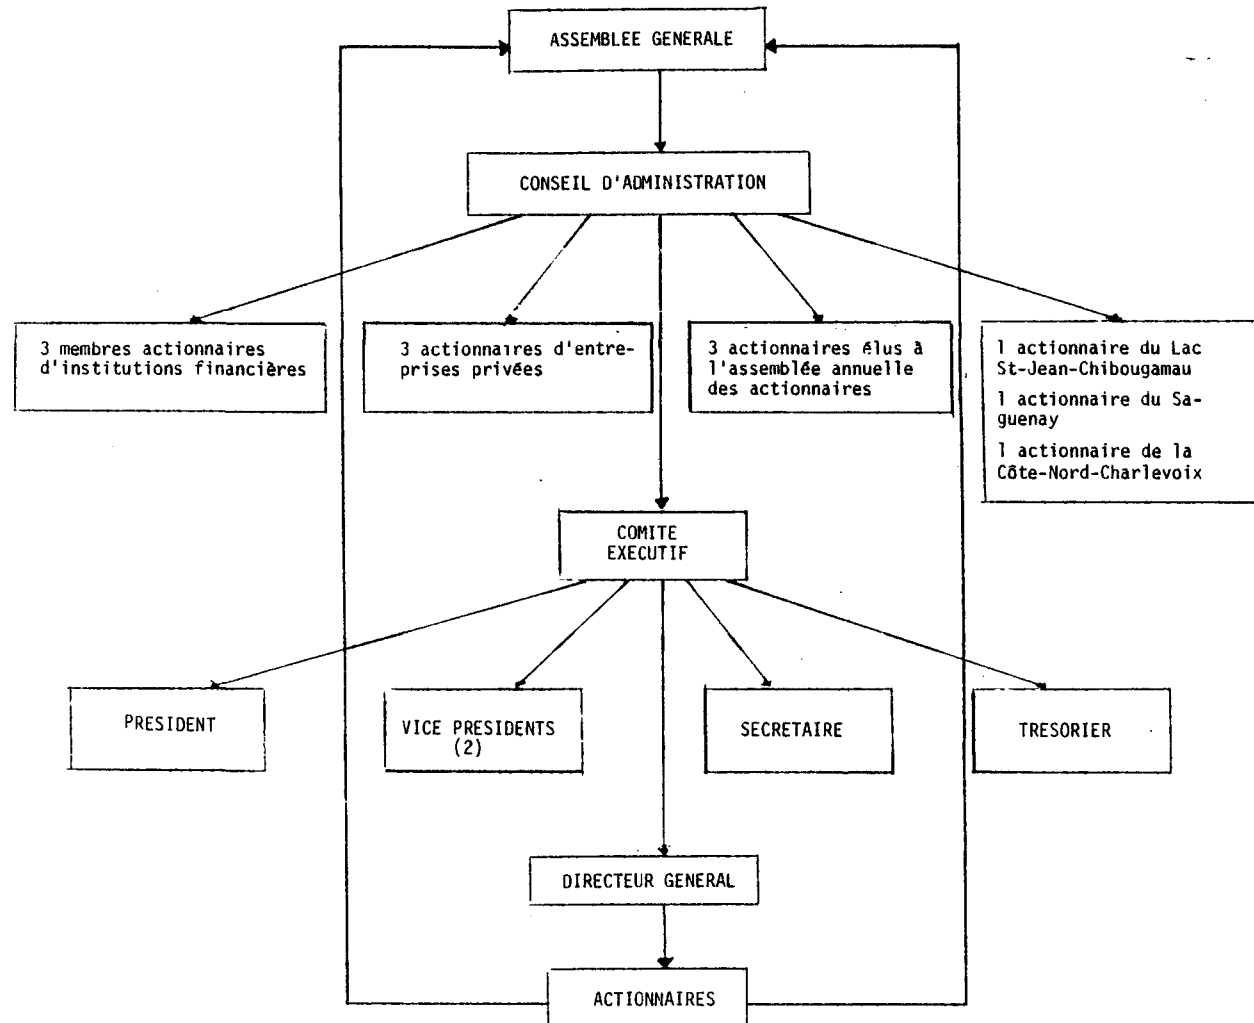 ASSEMBLEE GENERALE
CONSEIL D'ADMINISTRATION
3 membres actionnaires
d'institutions financières
3 actionnaires d'entre-
prises privées
3 actionnaires élus à
l'assemblée annuelle
des actionnaires
1 actionnaire du Lac
St-Jean-Chibougamau
1 actionnaire du Sa-
guenay
1 actionnaire de la
Côte-Nord-Charlevoix
COMITE
EXECUTIF
PRESIDENT
VICE PRESIDENTS
(2)
SECRETAIRE
TRESORIER
DIRECTEUR GENERAL
ACTIONNAIRES